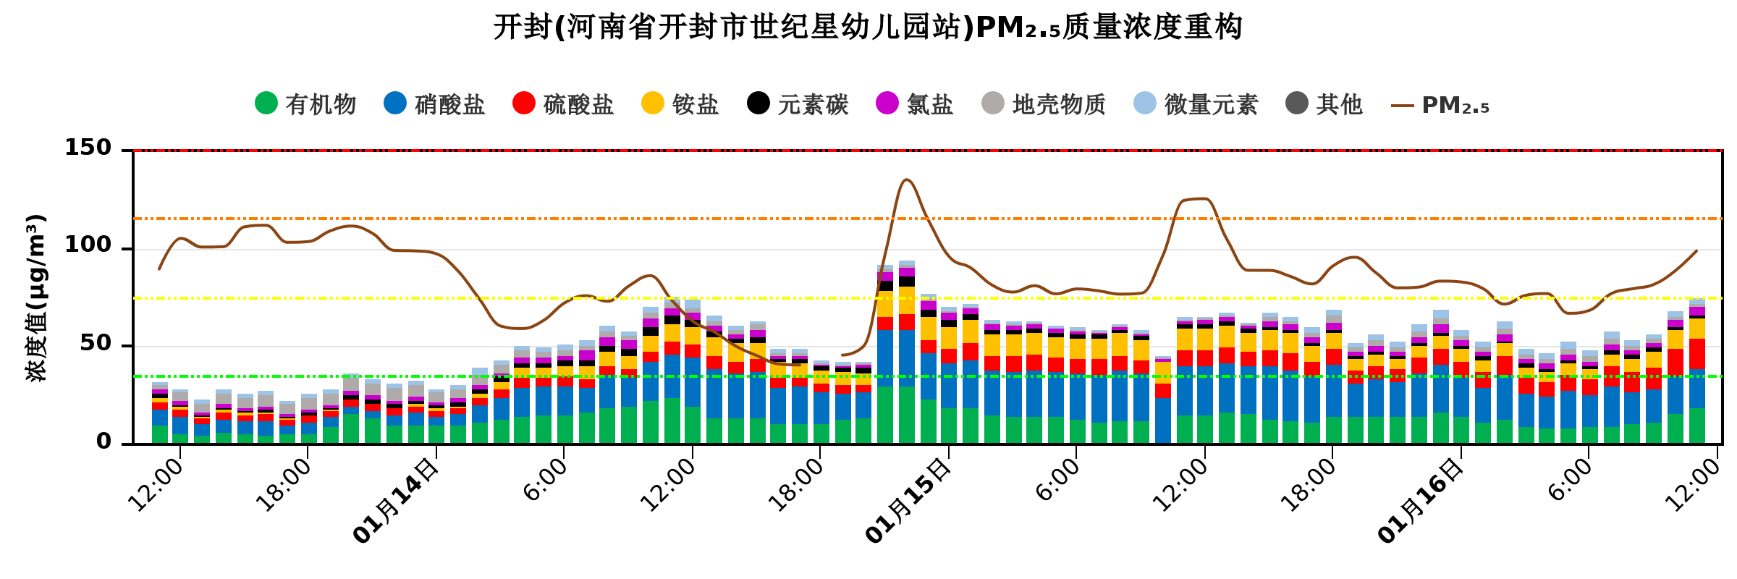 开封(河南省开封市世纪星幼儿园站)PM₂.₅质量浓度重构
有机物 硝酸盐 硫酸盐 铵盐 元素碳 氯盐 地壳物质 微量元素 其他 PM₂.₅
浓度值(μg/m³)
150
100
50
0
12:00 18:00 01月14日 6:00 12:00 18:00 01月15日 6:00 12:00 18:00 01月16日 6:00 12:00